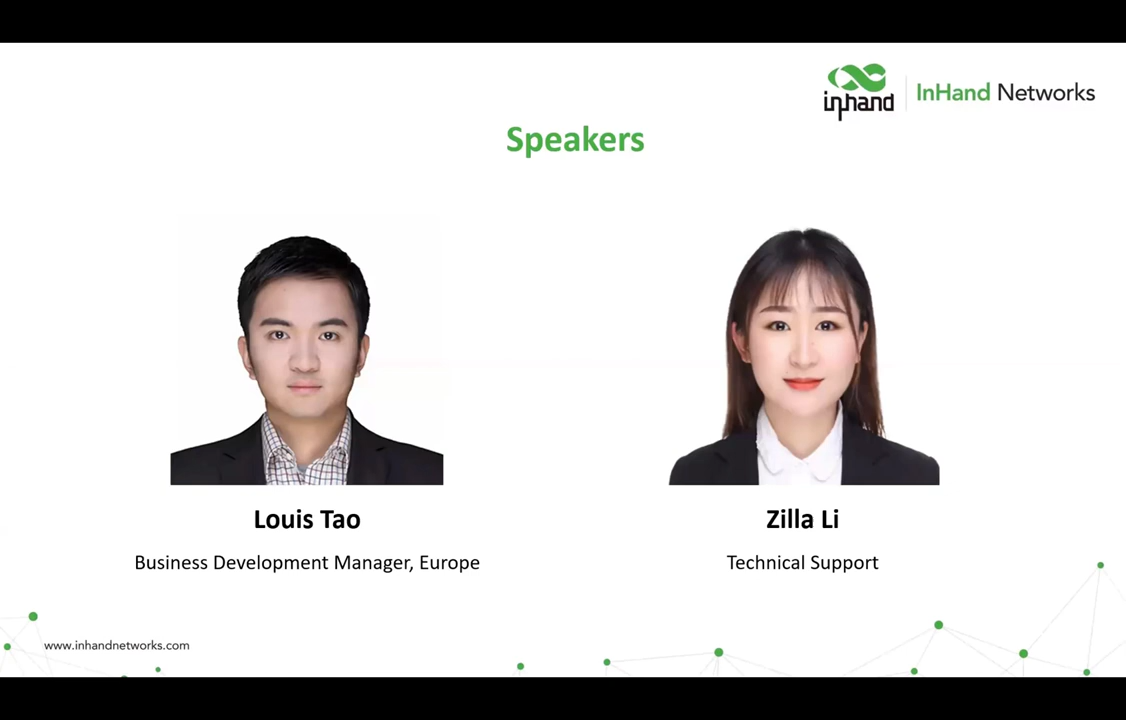 inhand
InHand Networks
Speakers
Louis Tao
Zilla Li
Business Development Manager, Europe
Technical Support
www.inhandnetworks.com